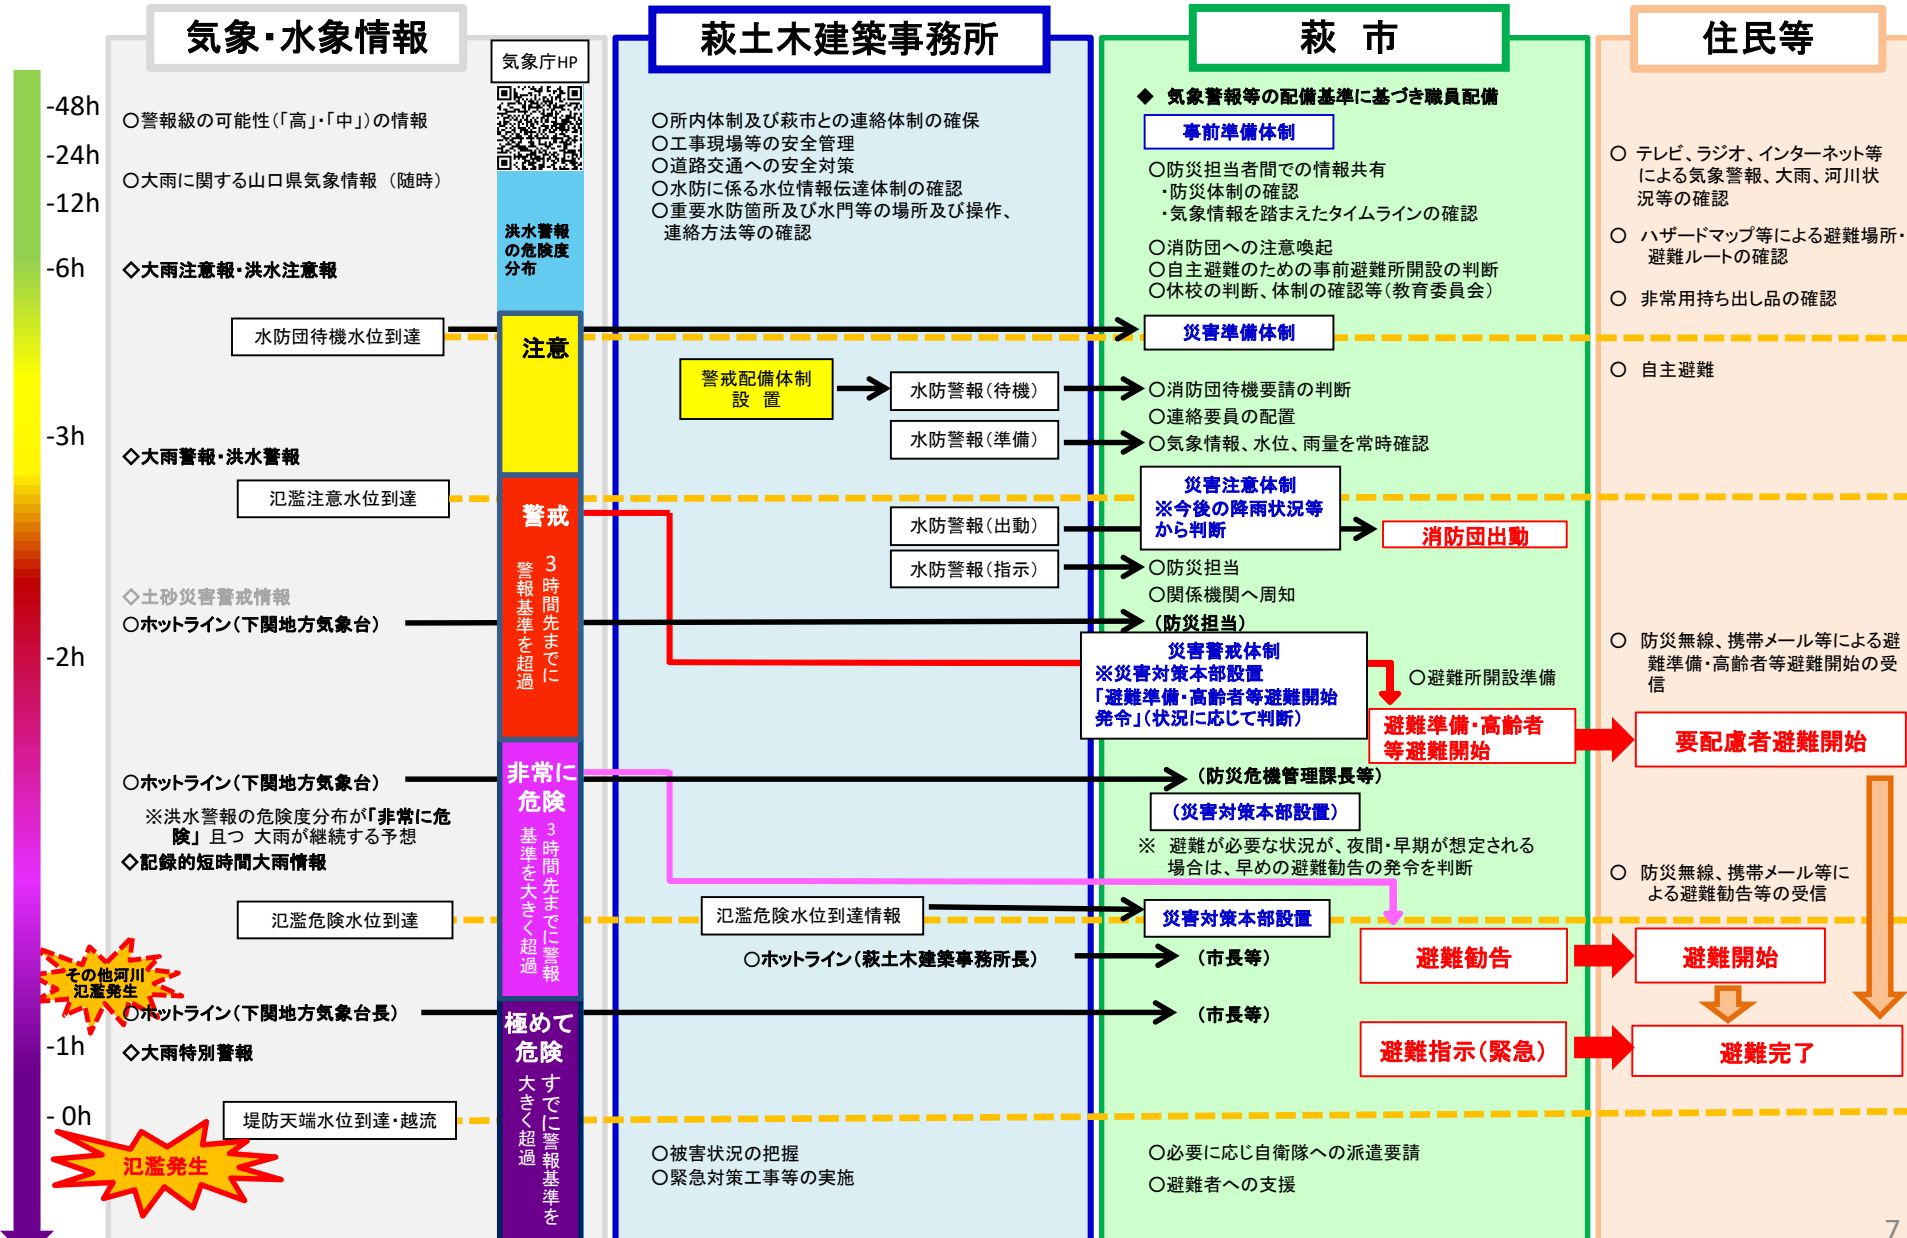 気象・水象情報
萩土木建築事務所
萩 市
住民等
-48h
-24h
-12h
-6h
-3h
-2h
-1h
- 0h
気象庁HP
○警報級の可能性(「高」・「中」)の情報
○大雨に関する山口県気象情報 (随時)
◇大雨注意報・洪水注意報
水防団待機水位到達
◇大雨警報・洪水警報
氾濫注意水位到達
◇土砂災害警戒情報
○ホットライン(下関地方気象台)
○ホットライン(下関地方気象台)
※洪水警報の危険度分布が「非常に危
険」 且つ 大雨が継続する予想
◇記録的短時間大雨情報
氾濫危険水位到達
その他河川
氾濫発生
○ホットライン(下関地方気象台長)
◇大雨特別警報
堤防天端水位到達・越流
氾濫発生
洪水警報
の危険度
分布
注意
警戒
3時間先までに
警報基準を超過
非常に
危険
3時間先までに警報
基準を大きく超過
極めて
危険
すでに警報基準を
大きく超過
○所内体制及び萩市との連絡体制の確保
○工事現場等の安全管理
○道路交通への安全対策
○水防に係る水位情報伝達体制の確認
○重要水防箇所及び水門等の場所及び操作、
連絡方法等の確認
警戒配備体制
設 置
水防警報(待機)
水防警報(準備)
水防警報(出動)
水防警報(指示)
氾濫危険水位到達情報
○ホットライン(萩土木建築事務所長)
○被害状況の把握
○緊急対策工事等の実施
◆ 気象警報等の配備基準に基づき職員配備
事前準備体制
○防災担当者間での情報共有
・防災体制の確認
・気象情報を踏まえたタイムラインの確認
○消防団への注意喚起
○自主避難のための事前避難所開設の判断
○休校の判断、体制の確認等(教育委員会)
災害準備体制
○消防団待機要請の判断
○連絡要員の配置
○気象情報、水位、雨量を常時確認
災害注意体制
※今後の降雨状況等
から判断
消防団出動
○防災担当
○関係機関へ周知
(防災担当)
災害警戒体制
※災害対策本部設置
「避難準備・高齢者等避難開始
発令」(状況に応じて判断)
○避難所開設準備
避難準備・高齢者
等避難開始
(防災危機管理課長等)
(災害対策本部設置)
※ 避難が必要な状況が、夜間・早期が想定される
場合は、早めの避難勧告の発令を判断
災害対策本部設置
(市長等)
避難勧告
(市長等)
避難指示(緊急)
○必要に応じ自衛隊への派遣要請
○避難者への支援
○ テレビ、ラジオ、インターネット等
による気象警報、大雨、河川状
況等の確認
○ ハザードマップ等による避難場所・
避難ルートの確認
○ 非常用持ち出し品の確認
○ 自主避難
○ 防災無線、携帯メール等による避
難準備・高齢者等避難開始の受
信
要配慮者避難開始
○ 防災無線、携帯メール等に
よる避難勧告等の受信
避難開始
避難完了
7